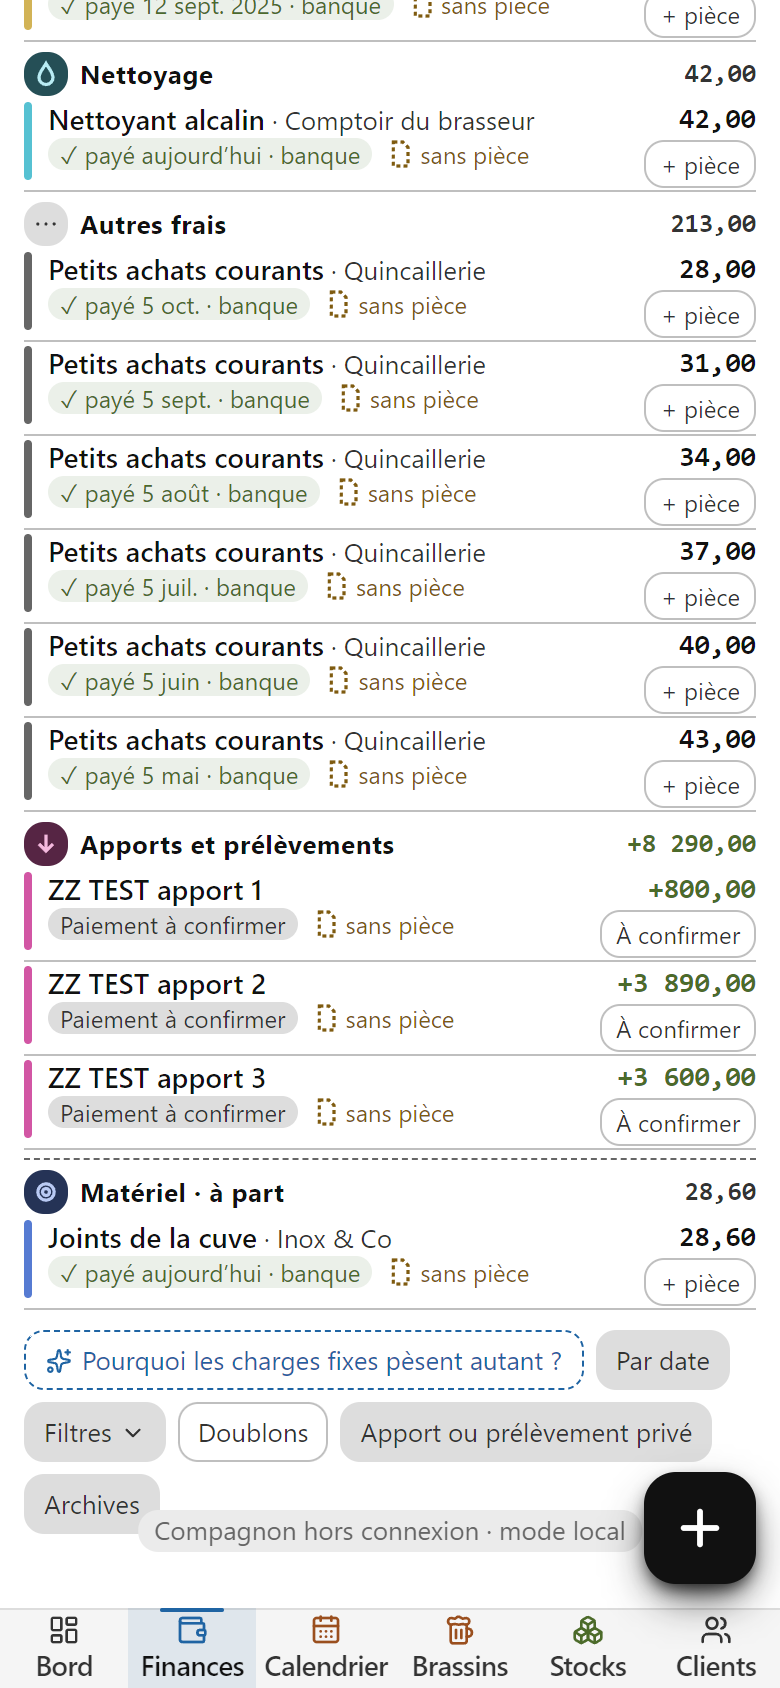 ✓ payé 12 sept. 2025 · banque sans pièce
+ pièce
Nettoyage 42,00
Nettoyant alcalin · Comptoir du brasseur 42,00
✓ payé aujourd’hui · banque sans pièce + pièce
Autres frais 213,00
Petits achats courants · Quincaillerie 28,00
✓ payé 5 oct. · banque sans pièce + pièce
Petits achats courants · Quincaillerie 31,00
✓ payé 5 sept. · banque sans pièce + pièce
Petits achats courants · Quincaillerie 34,00
✓ payé 5 août · banque sans pièce + pièce
Petits achats courants · Quincaillerie 37,00
✓ payé 5 juil. · banque sans pièce + pièce
Petits achats courants · Quincaillerie 40,00
✓ payé 5 juin · banque sans pièce + pièce
Petits achats courants · Quincaillerie 43,00
✓ payé 5 mai · banque sans pièce + pièce
Apports et prélèvements +8 290,00
ZZ TEST apport 1 +800,00
Paiement à confirmer sans pièce À confirmer
ZZ TEST apport 2 +3 890,00
Paiement à confirmer sans pièce À confirmer
ZZ TEST apport 3 +3 600,00
Paiement à confirmer sans pièce À confirmer
Matériel · à part 28,60
Joints de la cuve · Inox & Co 28,60
✓ payé aujourd’hui · banque sans pièce + pièce
Pourquoi les charges fixes pèsent autant ? Par date
Filtres Doublons Apport ou prélèvement privé
Archives
Compagnon hors connexion · mode local
Bord Finances Calendrier Brassins Stocks Clients